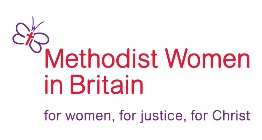 Methodist Women
in Britain
for women, for justice, for Christ